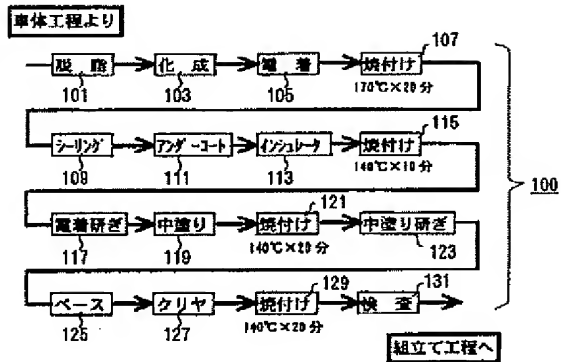 車体工程より
脱脂 化成 電着 焼付け 107
101 103 105 170℃×20分
シーリング アンダーコート インシュレータ 焼付け 115
109 111 113 140℃×10分
100
電着研ぎ 中塗り 焼付け 121 中塗り研ぎ
117 119 140℃×20分 123
ベース クリヤ 焼付け 129 検査 131
125 127 140℃×20分
組立て工程へ